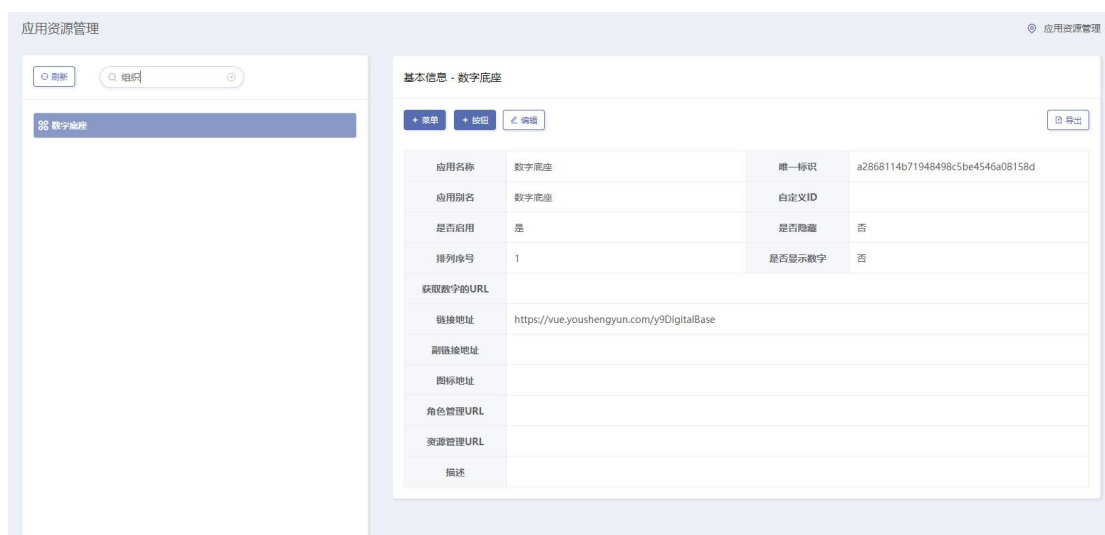 应用资源管理
应用资源管理
刷新
组织
数字底座
基本信息 - 数字底座
+ 菜单 + 按钮 编辑 导出
应用名称 数字底座 唯一标识 a2868114b71948498c5be4546a08158d
应用别名 数字底座 自定义ID
是否启用 是 是否隐藏 否
排列序号 1 是否显示数字 否
获取数字的URL
链接地址 https://vue.youshengyun.com/y9DigitalBase
副链接地址
图标地址
角色管理URL
资源管理URL
描述